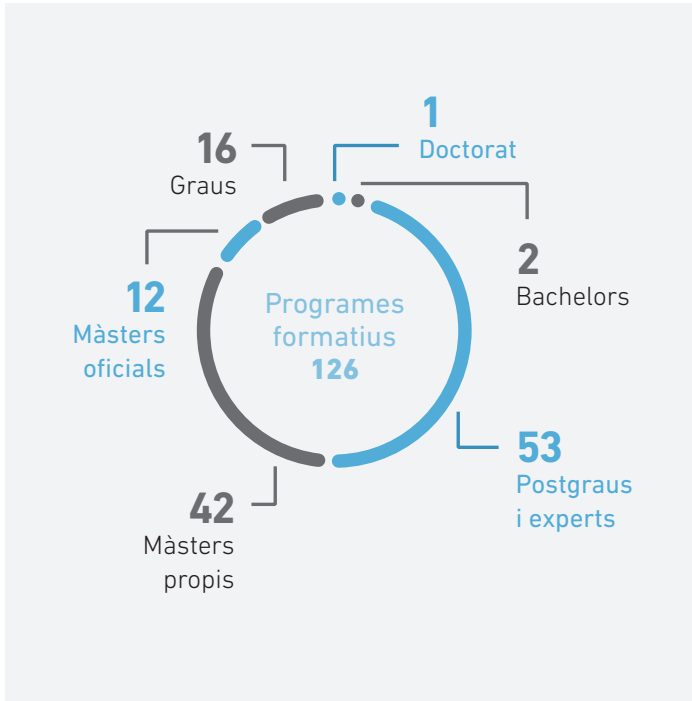 1
Doctorat
16
Graus
2
Bachelors
12
Màsters
oficials
Programes
formatius
126
53
Postgraus
i experts
42
Màsters
propis